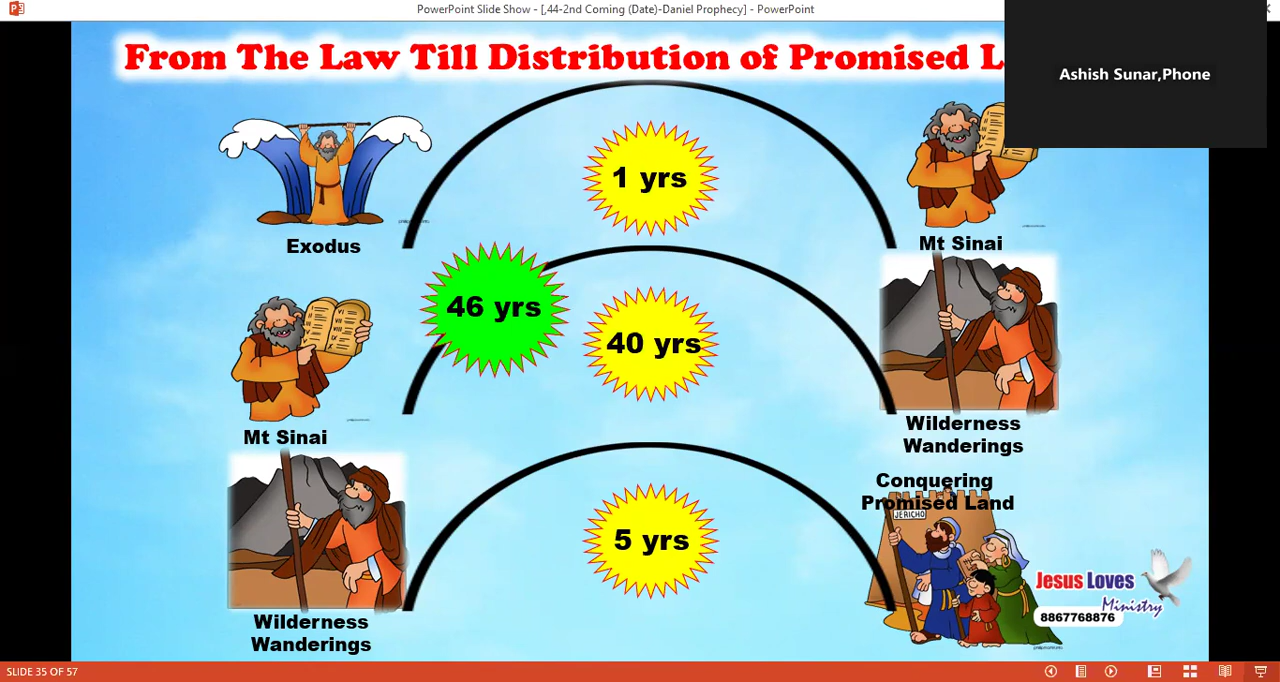 PowerPoint Slide Show - [,44-2nd Coming (Date)-Daniel Prophecy] - PowerPoint
From The Law Till Distribution of Promised L
Ashish Sunar,Phone
1 yrs
Exodus
Mt Sinai
46 yrs
40 yrs
Mt Sinai
Wilderness
Wanderings
Conquering
Promised Land
JERICHO
5 yrs
Wilderness
Wanderings
Jesus Loves
Ministry
8867768876
SLIDE 35 OF 57